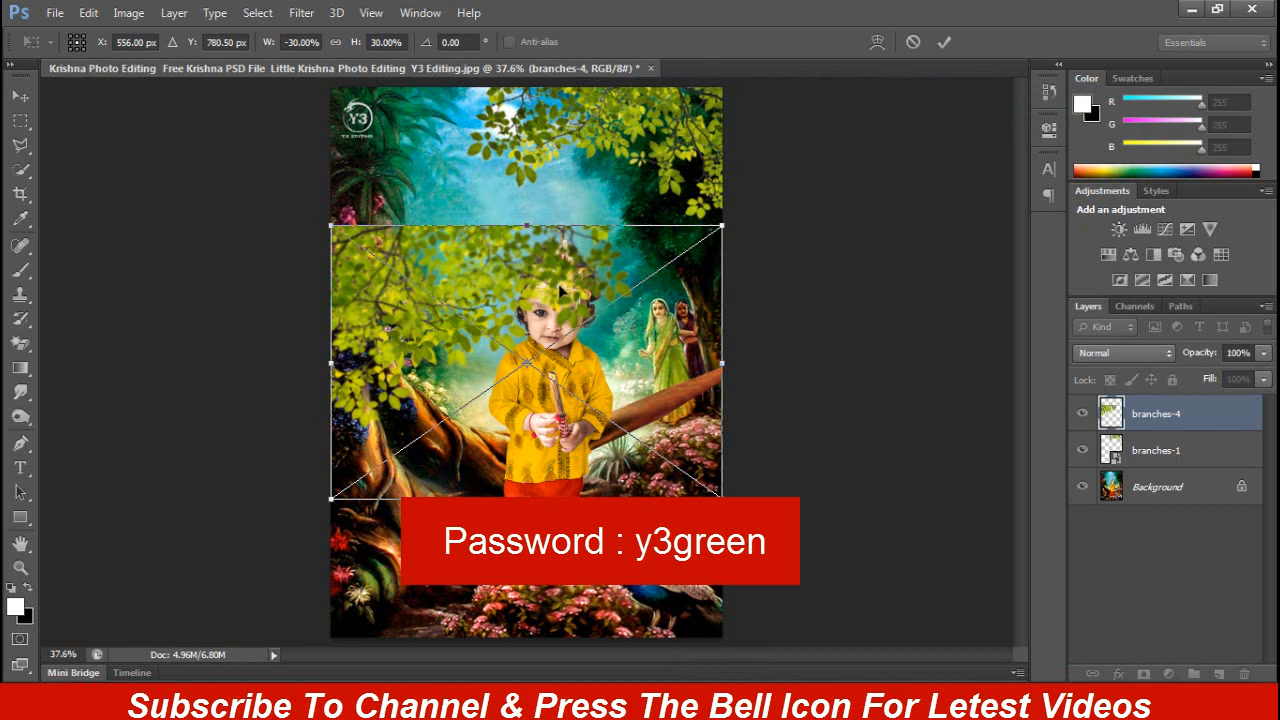 Ps File Edit Image Layer Type Select Filter 3D View Window Help
X: 556.00 px Y: 780.50 px W: -30.00% H: 30.00% 0.00 ° Anti-alias Essentials
Krishna Photo Editing Free Krishna PSD File Little Krishna Photo Editing Y3 Editing.jpg @ 37.6% (branches-4, RGB/8#) * ×
Color Swatches
R 255
G 255
B 255
Y3
Y3 EDITING
Adjustments Styles
Add an adjustment
Layers Channels Paths
Kind
Normal Opacity: 100%
Lock: Fill: 100%
branches-4
branches-1
Background
Password : y3green
37.6% Doc: 4.96M/6.80M
Mini Bridge Timeline
Subscribe To Channel & Press The Bell Icon For Letest Videos